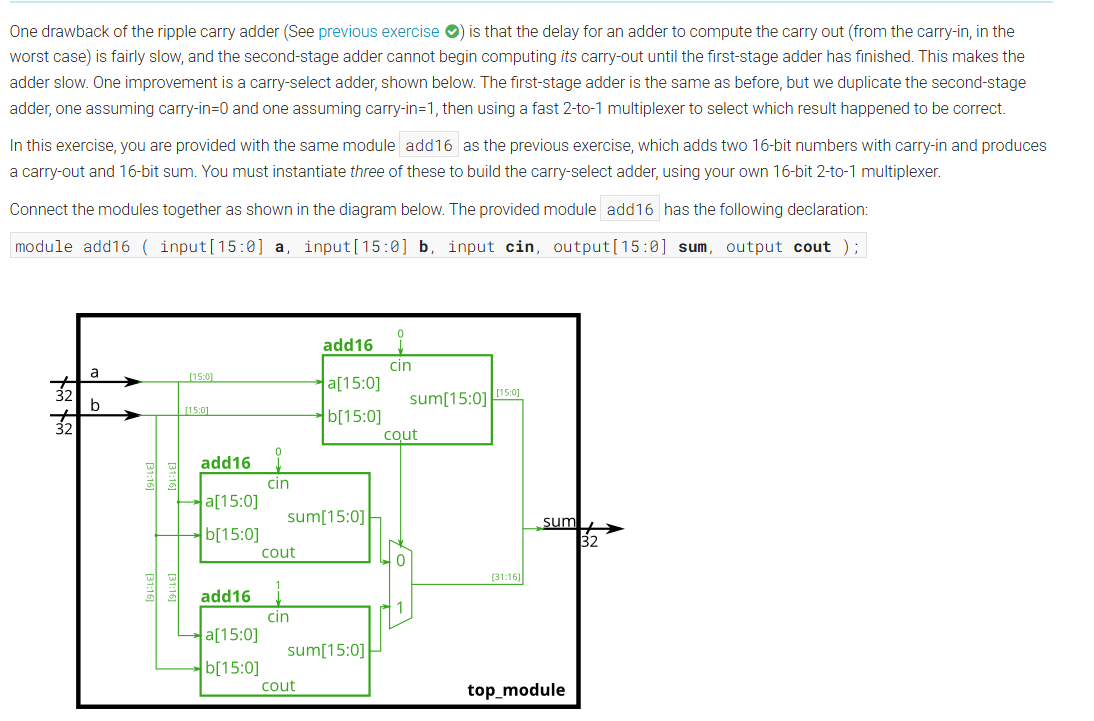 One drawback of the ripple carry adder (See previous exercise) is that the delay for an adder to compute the carry out (from the carry-in, in the
worst case) is fairly slow, and the second-stage adder cannot begin computing its carry-out until the first-stage adder has finished. This makes the
adder slow. One improvement is a carry-select adder, shown below. The first-stage adder is the same as before, but we duplicate the second-stage
adder, one assuming carry-in=0 and one assuming carry-in=1, then using a fast 2-to-1 multiplexer to select which result happened to be correct.
In this exercise, you are provided with the same module add16 as the previous exercise, which adds two 16-bit numbers with carry-in and produces
a carry-out and 16-bit sum. You must instantiate three of these to build the carry-select adder, using your own 16-bit 2-to-1 multiplexer.
Connect the modules together as shown in the diagram below. The provided module add16 has the following declaration:
module add16 ( input[15:0] a, input[15:0] b, input cin, output[15:0] sum, output cout );
0
add16
cin
a
[15:0]
a[15:0]
32
sum[15:0]
[15:0]
b
[15:0]
b[15:0]
32
cout
0
add16
[31:16]
[31:16]
cin
a[15:0]
sum[15:0]
sum
b[15:0]
32
cout
0
[31:16]
[31:16]
[31:16]
1
add16
1
cin
a[15:0]
sum[15:0]
b[15:0]
cout
top_module